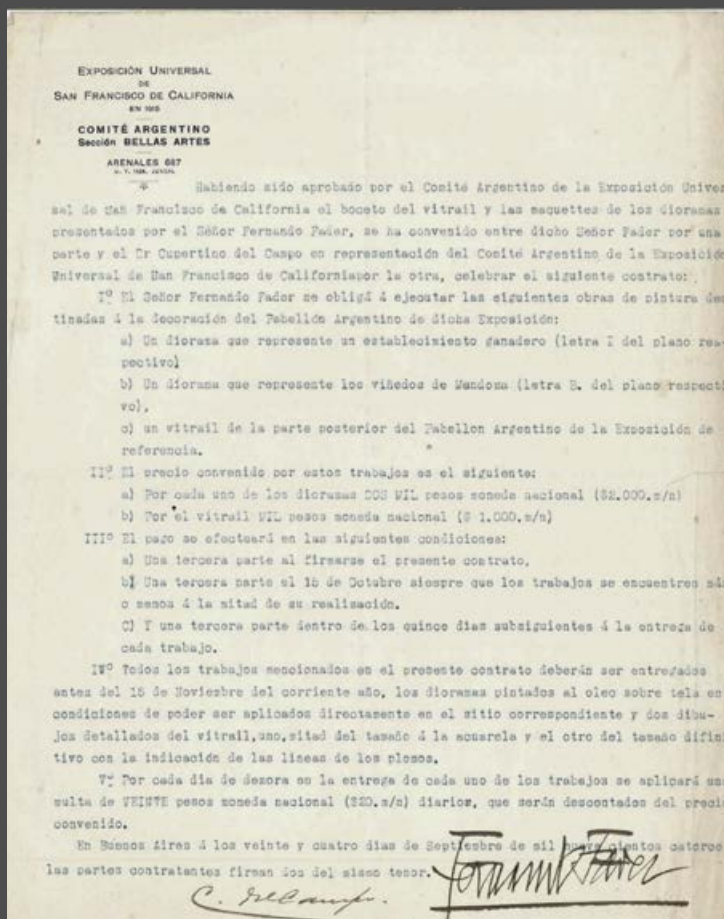 EXPOSICIÓN UNIVERSAL
DE
SAN FRANCISCO DE CALIFORNIA
EN 1915
COMITÉ ARGENTINO
Sección BELLAS ARTES
ARENALES 687
Habiendo sido aprobado por el Comité Argentino de la Exposición Univer
sal de San Francisco de California el boceto del vitrail y las maquettes de los dioramas
presentados por el Señor Fernando Fader, se ha convenido entre dicho Señor Fader por una
parte y el Dr Cupertino del Campo en representación del Comité Argentino de la Exposición
Universal de San Francisco de Californiapor la otra, celebrar el siguiente contrato:
Iº El Señor Fernando Fader se obligá á ejecutar las siguientes obras de pintura des
tinadas á la decoración del Pabellón Argentino de dicha Exposición:
a) Un diorama que represente un establecimiento ganadero (letra I del plano res-
pectivo)
b) Un diorama que represente los viñedos de Mendoza (letra E. del plano respecti
vo),
c) un vitrail de la parte posterior del Pabellon Argentino de la Exposición de
referencia.
IIº El precio convenido por estos trabajos es el siguiente:
a) Por cada uno de los dioramas DOS MIL pesos moneda nacional ($2.000.m/n)
b) Por el vitrail MIL pesos moneda nacional ($ 1.000.m/n)
IIIº El pago se efectuará en las siguientes condiciones:
a) Una tercera parte al firmarse el presente contrato,
b) Una tercera parte el 15 de Octubre siempre que los trabajos se encuentren más
o menos á la mitad de su realización.
C) Y una tercera parte dentro de los quince dias subsiguientes á la entrega de
cada trabajo.
IVº Todos los trabajos mencionados en el presente contrato deberán ser entregados
antes del 15 de Noviembre del corriente año, los dioramas pintados al oleo sobre tela en
condiciones de poder ser aplicados directamente en el sitio correspondiente y dos dibu-
jos detallados del vitrail,uno,mitad del tamaño á la acuarela y el otro del tamaño difini
tivo con la indicación de las lineas de los plomos.
Vº Por cada dia de demora en la entrega de cada uno de los trabajos se aplicará una
multa de VEINTE pesos moneda nacional ($20.m/n) diarios, que serán descontados del precio
convenido.
En Buenos Aires á los veinte y cuatro dias de Septiembre de mil nueve cientos catorce
las partes contratantes firman dos del mismo tenor.
Fernando Fader
C. del Campo.